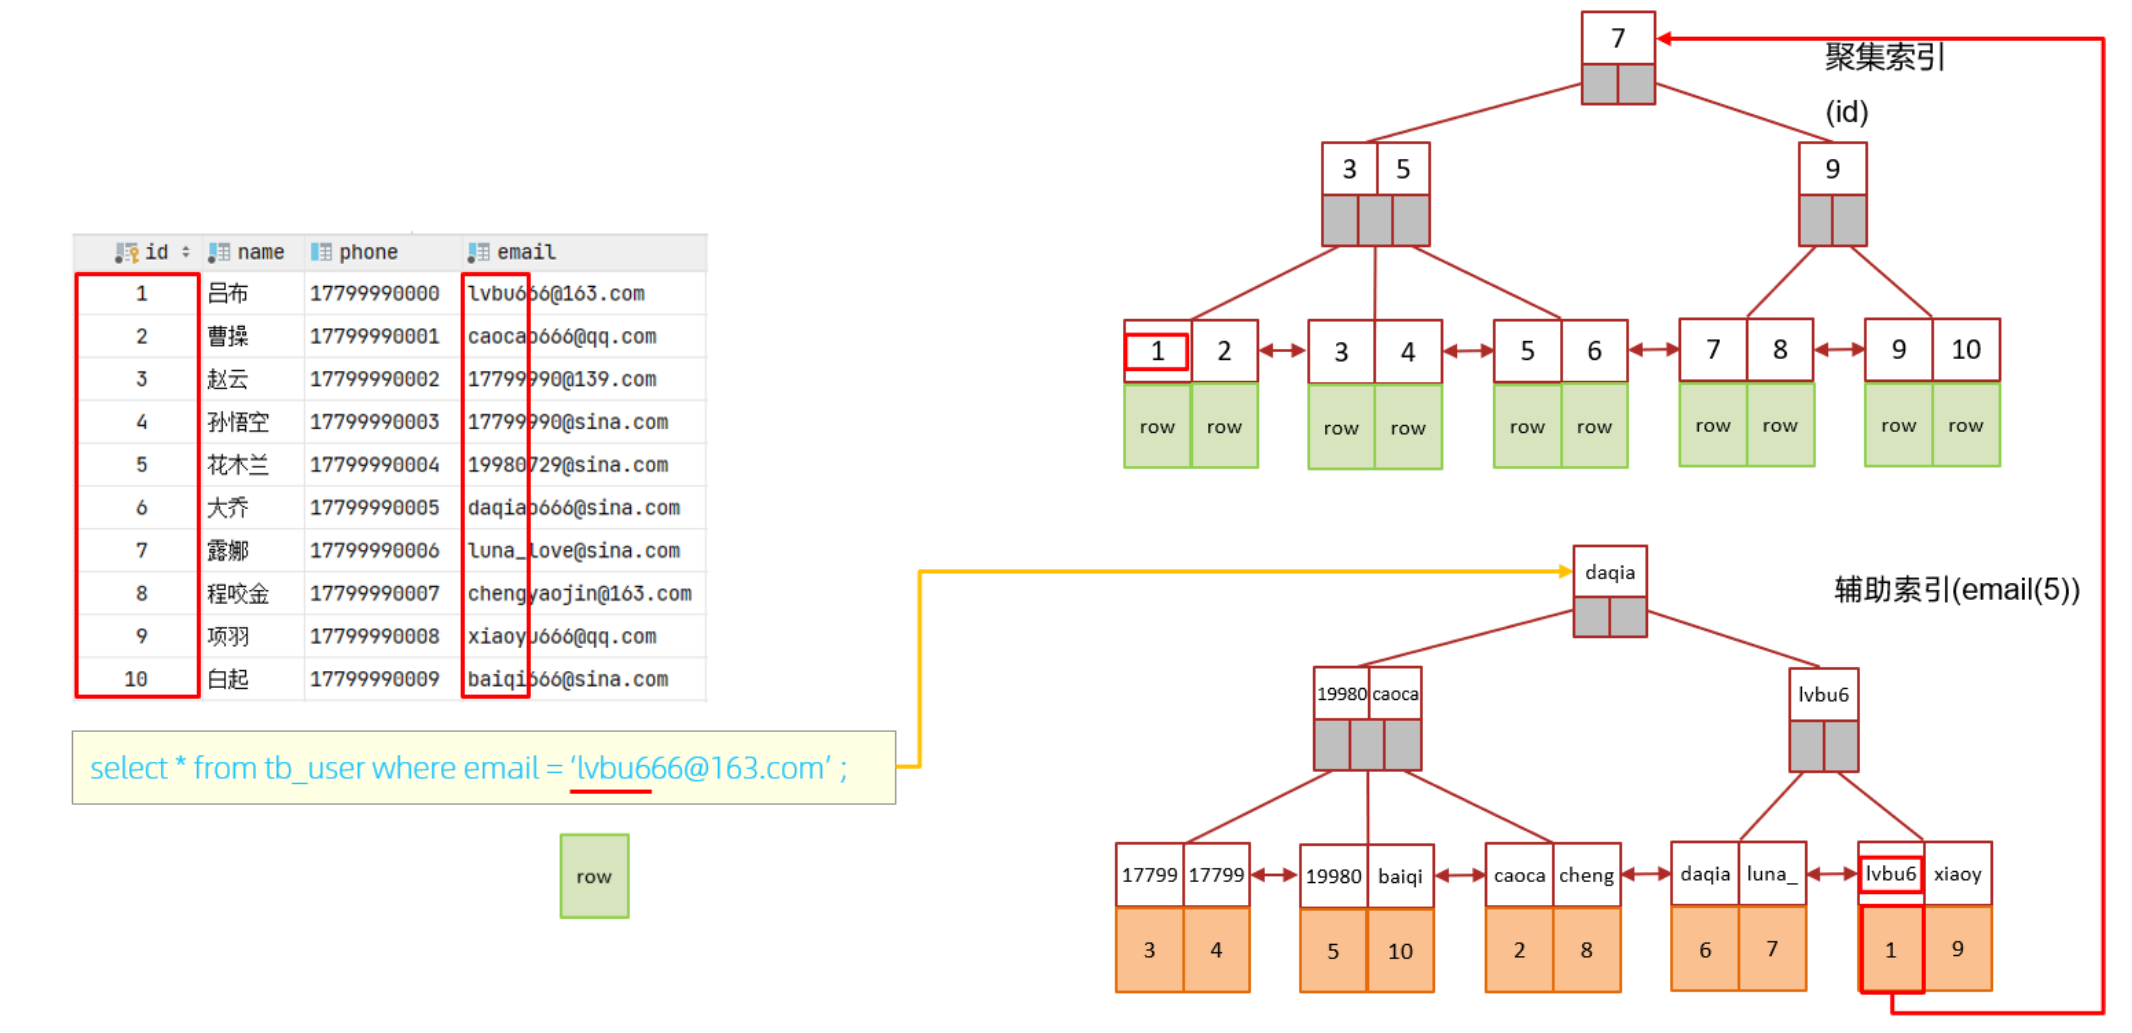 id name phone email
1 吕布 17799990000 lvbu666@163.com
2 曹操 17799990001 caocao666@qq.com
3 赵云 17799990002 17799990@139.com
4 孙悟空 17799990003 17799990@sina.com
5 花木兰 17799990004 19980729@sina.com
6 大乔 17799990005 daqiao666@sina.com
7 露娜 17799990006 luna_love@sina.com
8 程咬金 17799990007 chengyaojin@163.com
9 项羽 17799990008 xiaoyu666@qq.com
10 白起 17799990009 baiqi666@sina.com
select * from tb_user where email = ‘lvbu666@163.com’ ;
row
7
聚集索引
(id)
3 5 9
1 2 3 4 5 6 7 8 9 10
row row row row row row row row row row
daqia
辅助索引(email(5))
19980 caoca lvbu6
17799 17799 19980 baiqi caoca cheng daqia luna_ lvbu6 xiaoy
3 4 5 10 2 8 6 7 1 9